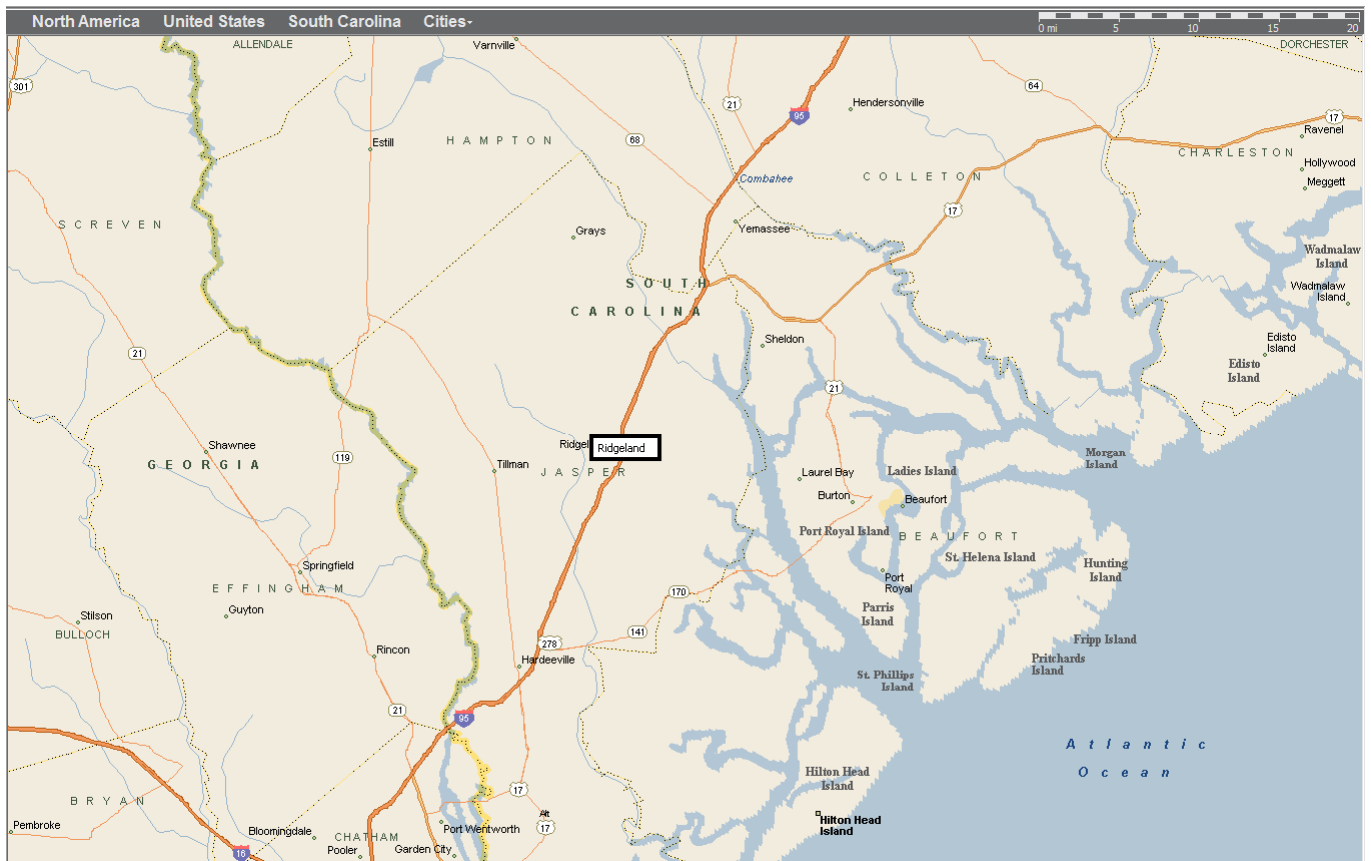 North America United States South Carolina Cities
0 mi 5 10 15 20
ALLENDALE
Varnville
DORCHESTER
301
21
95
64
Hendersonville
17
Ravenel
Estill
HAMPTON
68
CHARLESTON
Hollywood
Combahee
COLLETON
Meggett
SCREVEN
17
Grays
Yemassee
Wadmalaw
Island
SOUTH
CAROLINA
Wadmalaw
Island
Sheldon
Edisto
Island
21
Edisto
Island
21
Shawnee
GEORGIA
119
Ridgel
Ridgeland
Tillman
JASPER
Laurel Bay
Ladies Island
Morgan
Island
Burton
Beaufort
Port Royal Island
BEAUFORT
St. Helena Island
Springfield
EFFINGHAM
Hunting
Island
Port
Royal
170
Guyton
Stilson
BULLOCH
Parris
Island
141
278
Fripp Island
Rincon
Hardeeville
Pritchards
Island
St. Phillips
Island
21
95
Atlantic
Ocean
Hilton Head
Island
BRYAN
17
Pembroke
Alt
17
Hilton Head
Island
Bloomingdale
CHATHAM
Port Wentworth
Pooler
Garden City
16